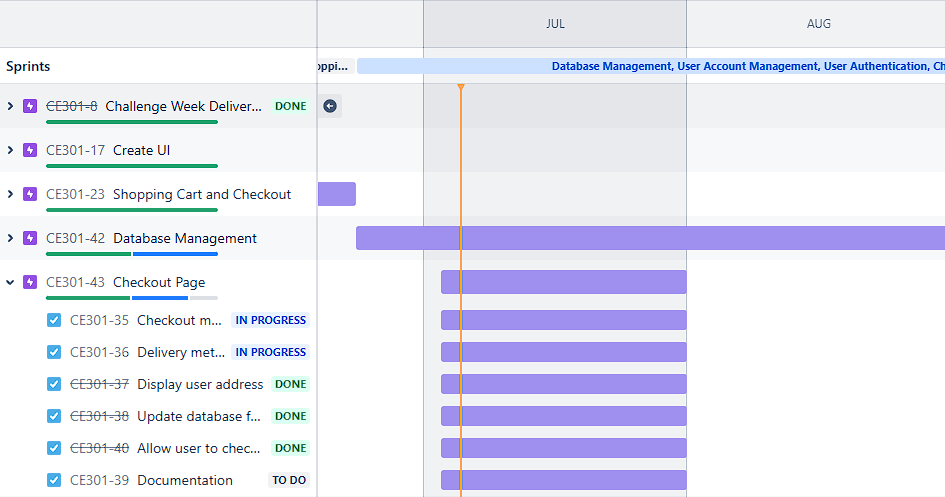 JUL AUG
Sprints
oppi... Database Management, User Account Management, User Authentication, Ch
CE301-8 Challenge Week Deliver... DONE
CE301-17 Create UI
CE301-23 Shopping Cart and Checkout
CE301-42 Database Management
CE301-43 Checkout Page
CE301-35 Checkout m... IN PROGRESS
CE301-36 Delivery met... IN PROGRESS
CE301-37 Display user address DONE
CE301-38 Update database f... DONE
CE301-40 Allow user to chec... DONE
CE301-39 Documentation TO DO